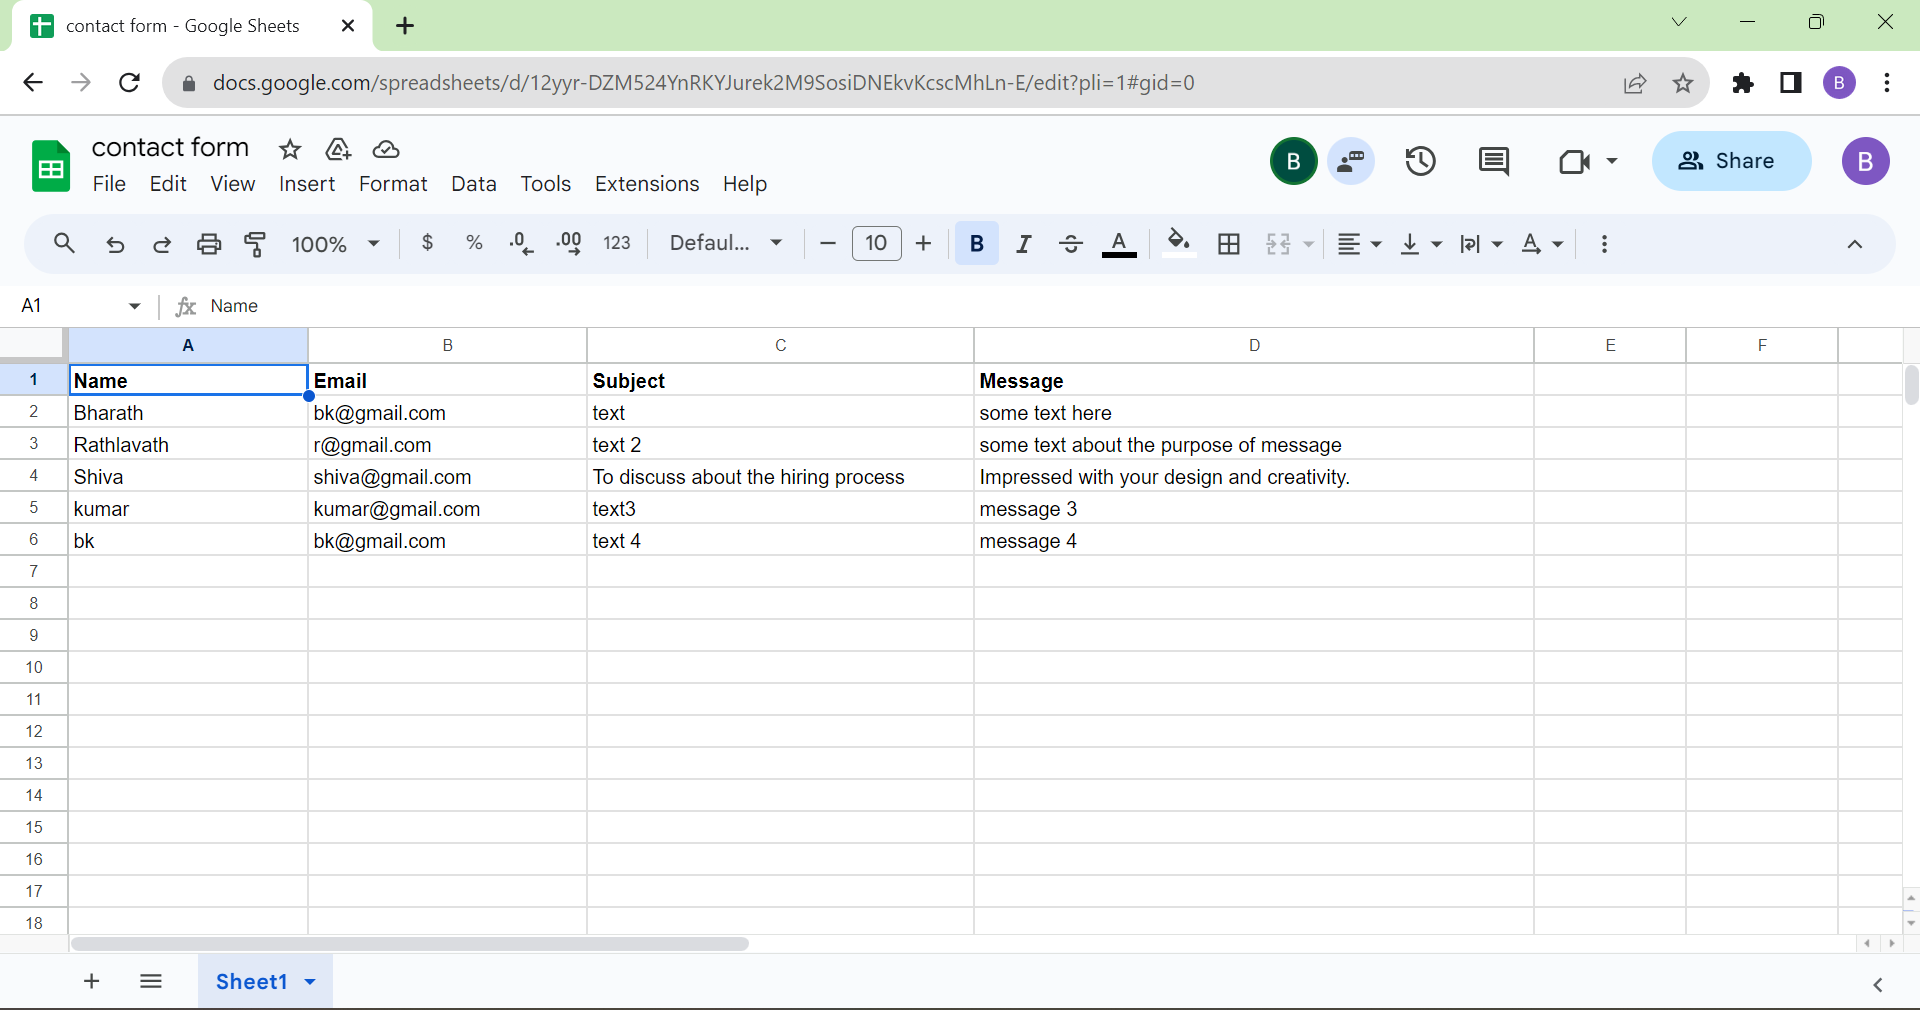 contact form - Google Sheets
docs.google.com/spreadsheets/d/12yyr-DZM524YnRKYJurek2M9SosiDNEkvKcscMhLn-E/edit?pli=1#gid=0
B
contact form
B
Share
B
File Edit View Insert Format Data Tools Extensions Help
100% $ % .0 .00 123 Defaul... 10 B I S A A
A1 fx Name
A B C D E F
1 Name Email Subject Message
2 Bharath bk@gmail.com text some text here
3 Rathlavath r@gmail.com text 2 some text about the purpose of message
4 Shiva shiva@gmail.com To discuss about the hiring process Impressed with your design and creativity.
5 kumar kumar@gmail.com text3 message 3
6 bk bk@gmail.com text 4 message 4
7
8
9
10
11
12
13
14
15
16
17
18
Sheet1